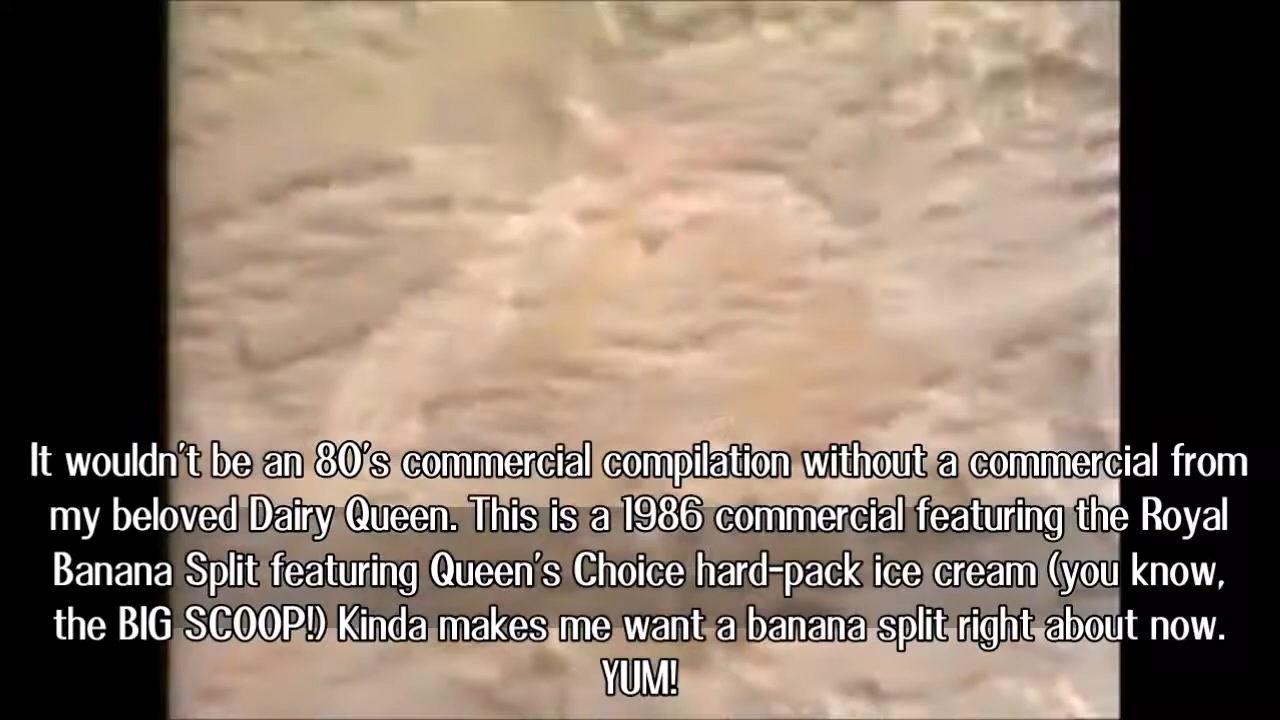 It wouldn't be an 80's commercial compilation without a commercial from
my beloved Dairy Queen. This is a 1986 commercial featuring the Royal
Banana Split featuring Queen's Choice hard-pack ice cream (you know,
the BIG SCOOP!) Kinda makes me want a banana split right about now.
YUM!